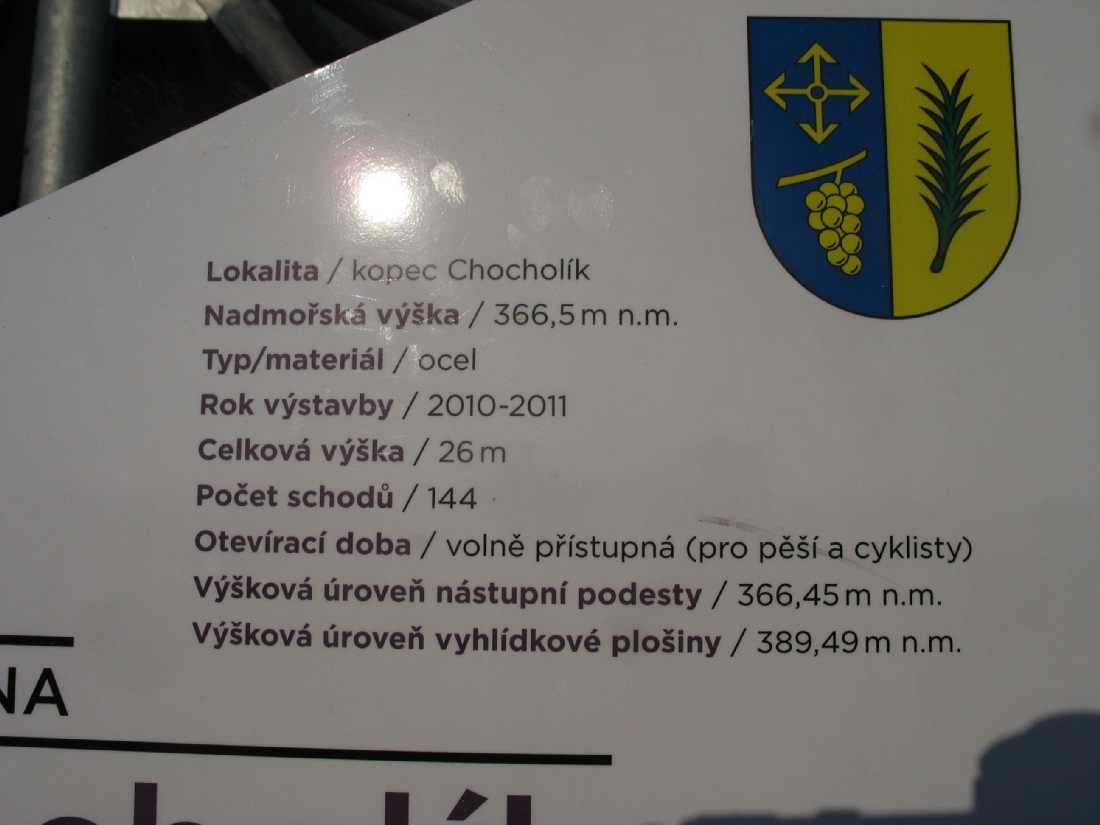 Lokalita / kopec Chocholík
Nadmořská výška / 366,5 m n.m.
Typ/materiál / ocel
Rok výstavby / 2010-2011
Celková výška / 26 m
Počet schodů / 144
Otevírací doba / volně přístupná (pro pěší a cyklisty)
Výšková úroveň nástupní podesty / 366,45 m n.m.
Výšková úroveň vyhlídkové plošiny / 389,49 m n.m.
NA